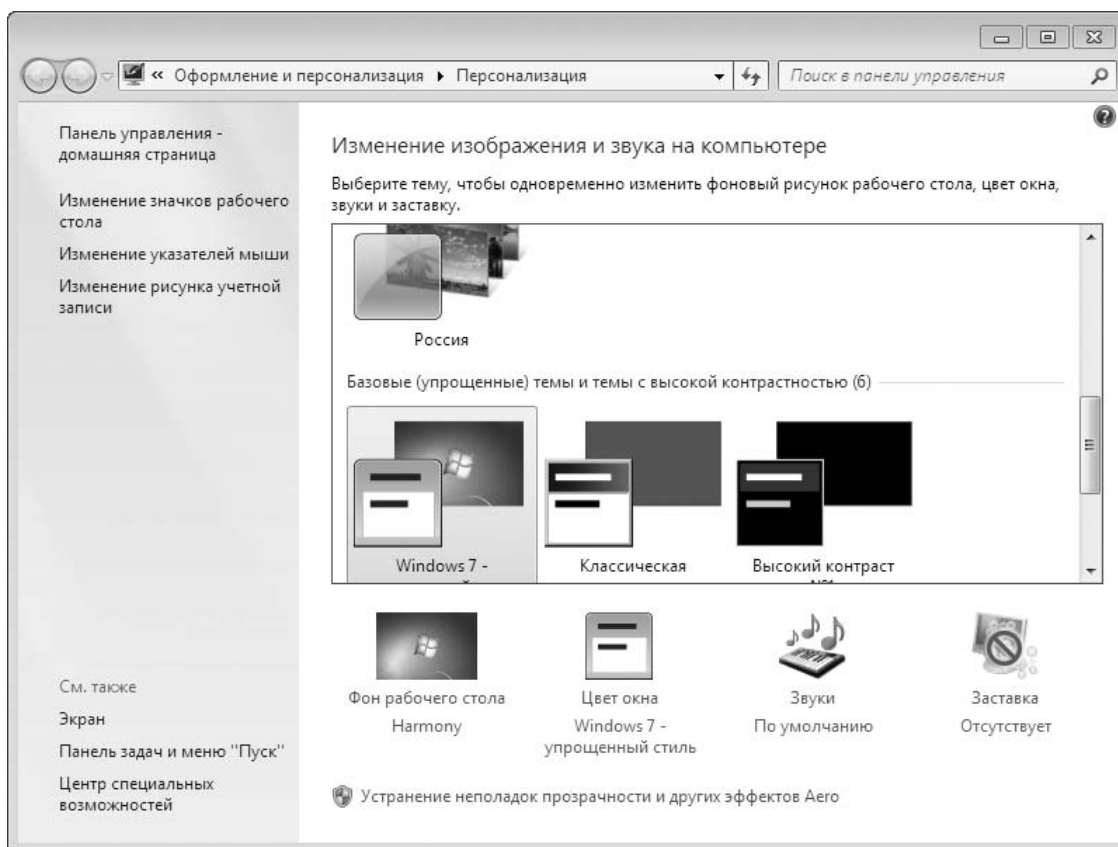 « Оформление и персонализация ▸ Персонализация
Поиск в панели управления
Панель управления -
домашняя страница
Изменение значков рабочего
стола
Изменение указателей мыши
Изменение рисунка учетной
записи
См. также
Экран
Панель задач и меню "Пуск"
Центр специальных
возможностей
Изменение изображения и звука на компьютере
Выберите тему, чтобы одновременно изменить фоновый рисунок рабочего стола, цвет окна,
звуки и заставку.
Россия
Базовые (упрощенные) темы и темы с высокой контрастностью (6)
Windows 7 -
Классическая
Высокий контраст
Фон рабочего стола
Harmony
Цвет окна
Windows 7 -
упрощенный стиль
Звуки
По умолчанию
Заставка
Отсутствует
Устранение неполадок прозрачности и других эффектов Aero